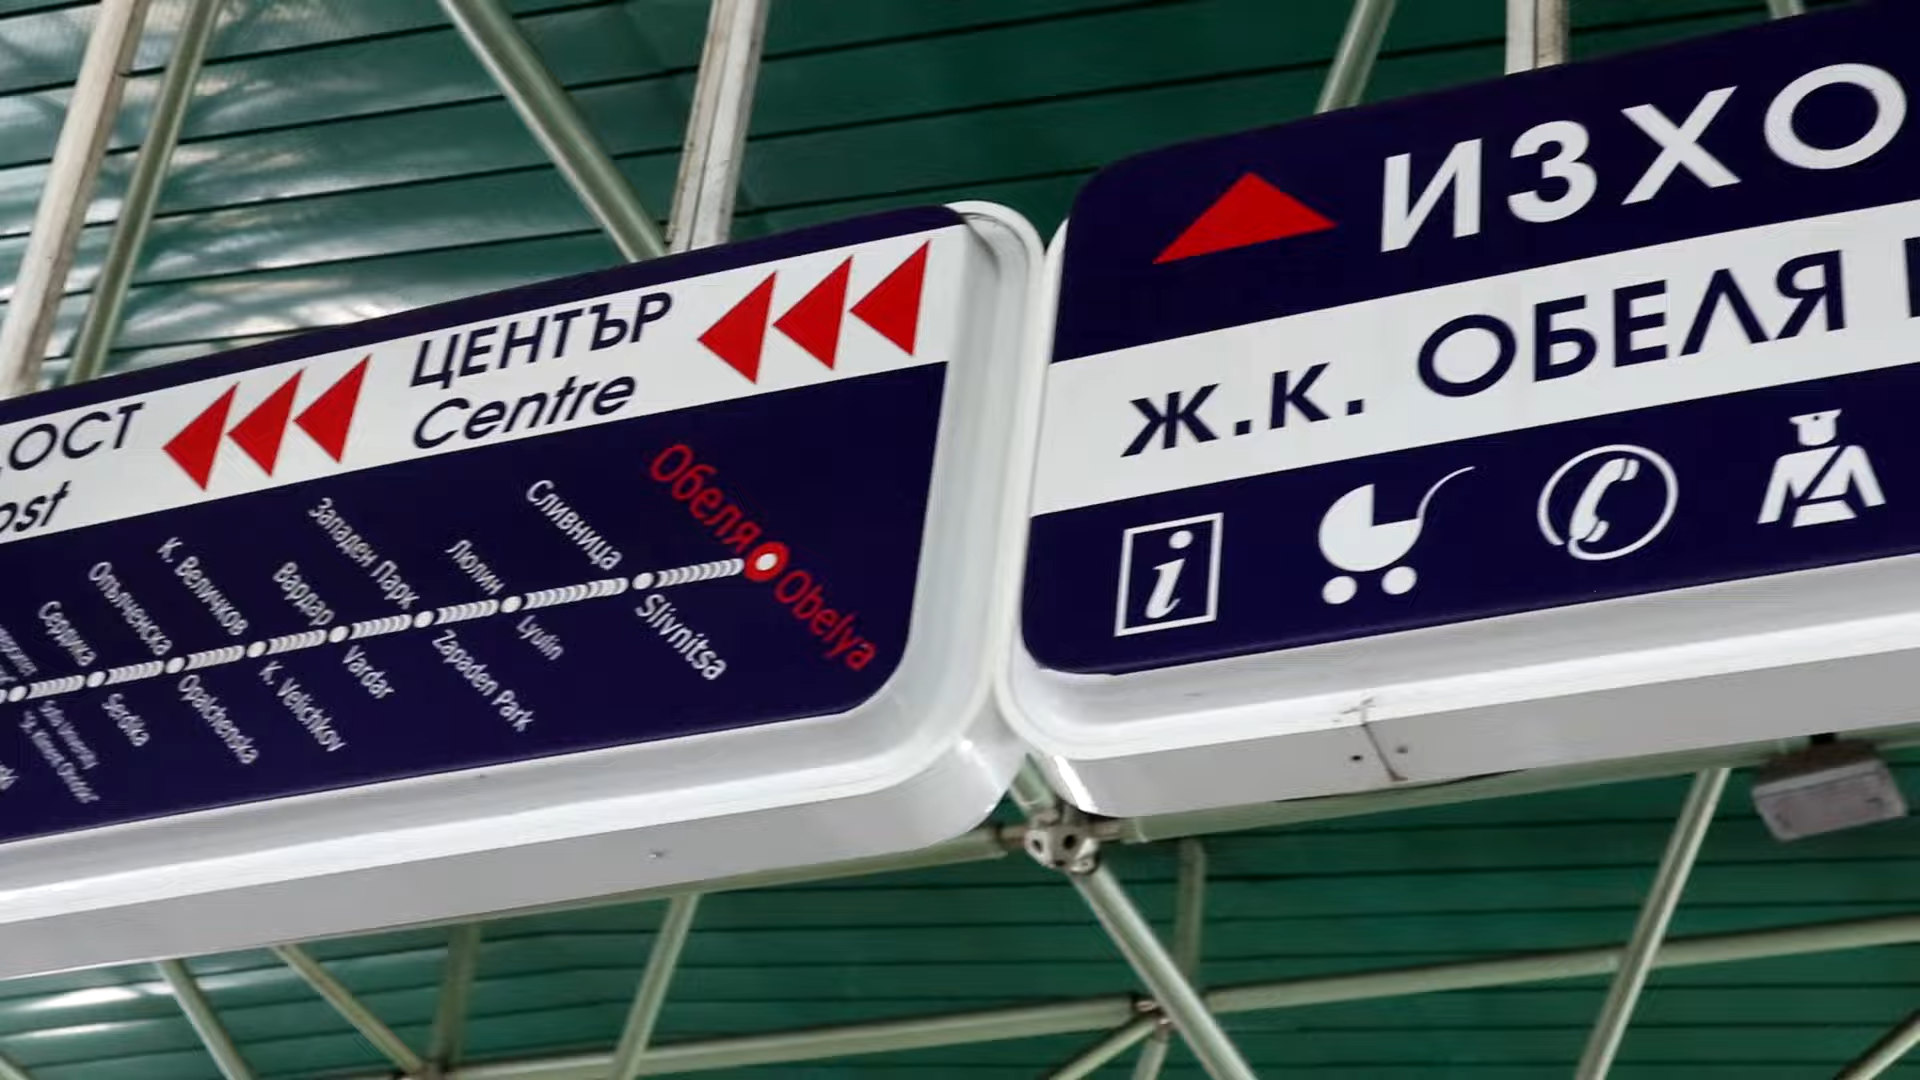 ОСТ
ost
ЦЕНТЪР
Centre
Сердика
Опълченска
К. Величков
Вардар
Западен Парк
Люлин
Сливница
Обеля
Serdika
Opalchenska
K. Velichkov
Vardar
Zapaden Park
Lyulin
Slivnitsa
Obelya
ИЗХО
Ж.К. ОБЕЛЯ
i